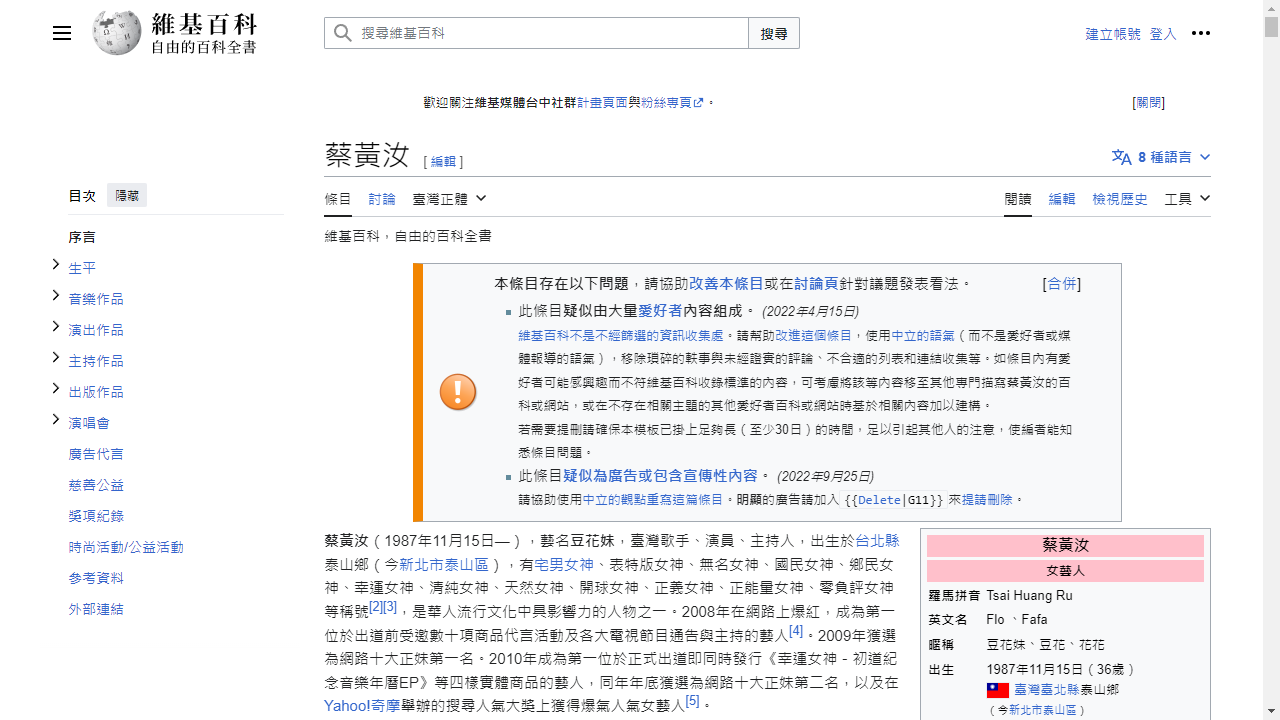 維基百科
自由的百科全書
搜尋維基百科
搜尋
建立帳號 登入
歡迎關注維基媒體台中社群計畫頁面與粉絲專頁。
[關閉]
蔡黃汝
[ 編輯 ]
8 種語言
目次 隱藏
序言
生平
音樂作品
演出作品
主持作品
出版作品
演唱會
廣告代言
慈善公益
獎項紀錄
時尚活動/公益活動
參考資料
外部連結
條目 討論 臺灣正體
閱讀 編輯 檢視歷史 工具
維基百科，自由的百科全書
本條目存在以下問題，請協助改善本條目或在討論頁針對議題發表看法。
[合併]
此條目疑似由大量愛好者內容組成。 (2022年4月15日)
維基百科不是不經篩選的資訊收集處。請幫助改進這個條目，使用中立的語氣（而不是愛好者或媒
體報導的語氣），移除瑣碎的軼事與未經證實的評論、不合適的列表和連結收集等。如條目內有愛
好者可能感興趣而不符維基百科收錄標準的內容，可考慮將該等內容移至其他專門描寫蔡黃汝的百
科或網站，或在不存在相關主題的其他愛好者百科或網站時基於相關內容加以建構。
若需要提刪請確保本模板已掛上足夠長（至少30日）的時間，足以引起其他人的注意，使編者能知
悉條目問題。
此條目疑似為廣告或包含宣傳性內容。 (2022年9月25日)
請協助使用中立的觀點重寫這篇條目。明顯的廣告請加入 {{Delete|G11}} 來提請刪除。
蔡黃汝（1987年11月15日—），藝名豆花妹，臺灣歌手、演員、主持人，出生於台北縣
泰山鄉（今新北市泰山區），有宅男女神、表特版女神、無名女神、國民女神、鄉民女
神、幸運女神、清純女神、天然女神、開球女神、正義女神、正能量女神、零負評女神
等稱號[2][3]，是華人流行文化中具影響力的人物之一。2008年在網路上爆紅，成為第一
位於出道前受邀數十項商品代言活動及各大電視節目通告與主持的藝人[4]。2009年獲選
為網路十大正妹第一名。2010年成為第一位於正式出道即同時發行《幸運女神－初道紀
念音樂年曆EP》等四樣實體商品的藝人，同年年底獲選為網路十大正妹第二名，以及在
Yahoo!奇摩舉辦的搜尋人氣大獎上獲得爆氣人氣女藝人[5]。
蔡黃汝
女藝人
羅馬拼音 Tsai Huang Ru
英文名 Flo 、Fafa
暱稱 豆花妹、豆花、花花
出生 1987年11月15日（36歲）
臺灣臺北縣泰山鄉
（今新北市泰山區）